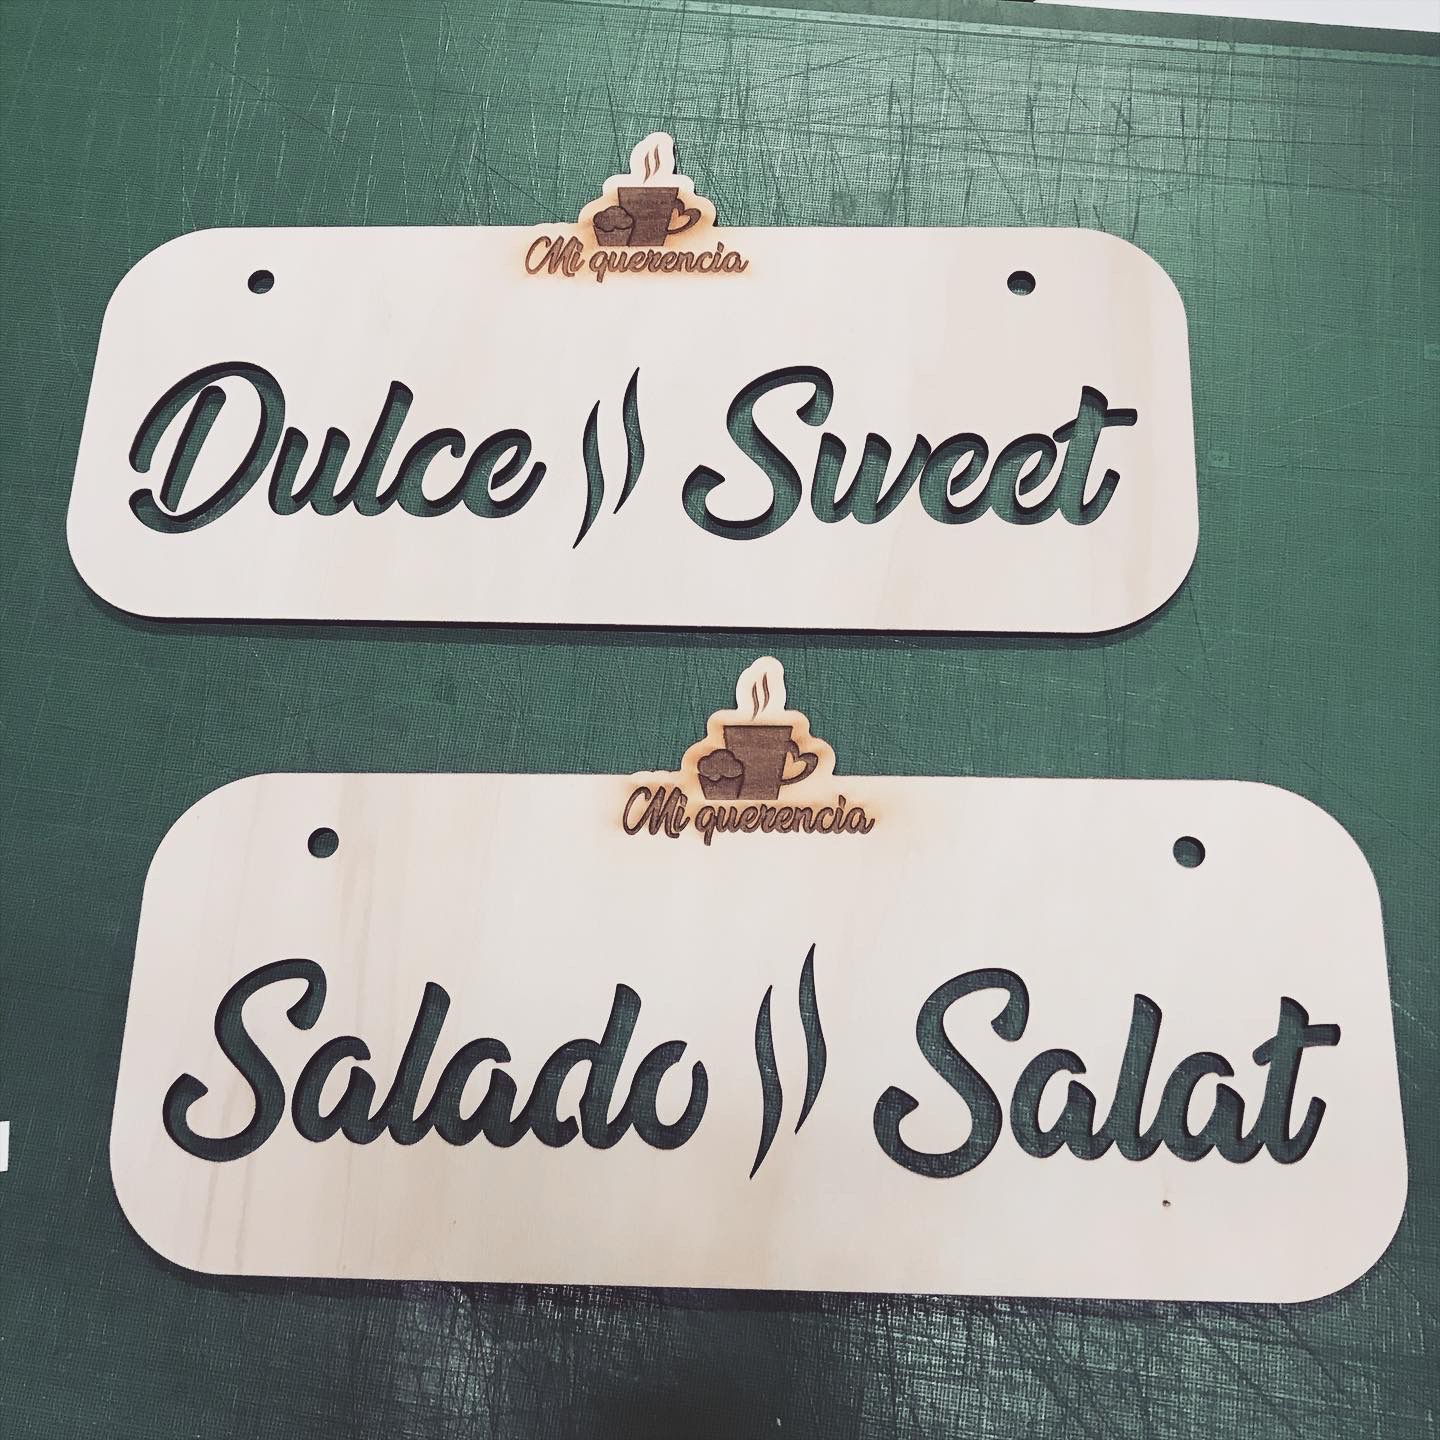 Mi querencia
Dulce Sweet
Mi querencia
Salado Salat